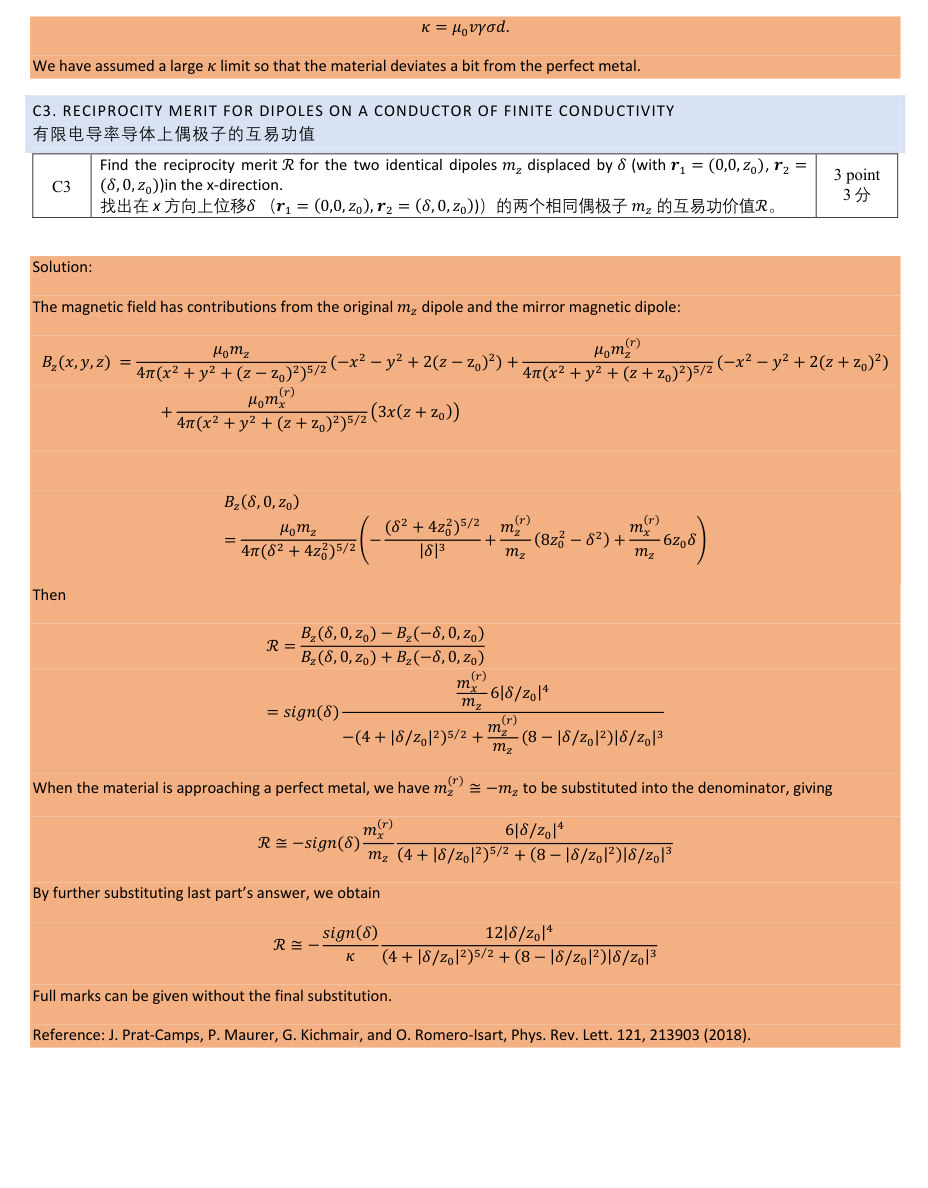 κ = μ₀vγσd.
We have assumed a large κ limit so that the material deviates a bit from the perfect metal.
C3. RECIPROCITY MERIT FOR DIPOLES ON A CONDUCTOR OF FINITE CONDUCTIVITY
有限电导率导体上偶极子的互易功值
C3
Find the reciprocity merit ℛ for the two identical dipoles m_z displaced by δ (with r₁ = (0,0, z₀), r₂ =
(δ, 0, z₀))in the x-direction.
找出在 x 方向上位移δ （r₁ = (0,0, z₀), r₂ = (δ, 0, z₀))）的两个相同偶极子 m_z 的互易功价值ℛ。
3 point
3 分
Solution:
The magnetic field has contributions from the original m_z dipole and the mirror magnetic dipole:
B_z(x, y, z) = μ₀m_z / 4π(x² + y² + (z − z₀)²)^{5/2} (−x² − y² + 2(z − z₀)²) + μ₀m_z^{(r)} / 4π(x² + y² + (z + z₀)²)^{5/2} (−x² − y² + 2(z + z₀)²)
+ μ₀m_x^{(r)} / 4π(x² + y² + (z + z₀)²)^{5/2} (3x(z + z₀))
B_z(δ, 0, z₀)
= μ₀m_z / 4π(δ² + 4z₀²)^{5/2} (− (δ² + 4z₀²)^{5/2} / |δ|³ + m_z^{(r)} / m_z (8z₀² − δ²) + m_x^{(r)} / m_z 6z₀δ)
Then
ℛ = B_z(δ, 0, z₀) − B_z(−δ, 0, z₀) / B_z(δ, 0, z₀) + B_z(−δ, 0, z₀)
= sign(δ) m_x^{(r)} / m_z 6|δ/z₀|⁴ / −(4 + |δ/z₀|²)^{5/2} + m_z^{(r)} / m_z (8 − |δ/z₀|²)|δ/z₀|³
When the material is approaching a perfect metal, we have m_z^{(r)} ≅ −m_z to be substituted into the denominator, giving
ℛ ≅ −sign(δ) m_x^{(r)} / m_z 6|δ/z₀|⁴ / (4 + |δ/z₀|²)^{5/2} + (8 − |δ/z₀|²)|δ/z₀|³
By further substituting last part’s answer, we obtain
ℛ ≅ − sign(δ) / κ 12|δ/z₀|⁴ / (4 + |δ/z₀|²)^{5/2} + (8 − |δ/z₀|²)|δ/z₀|³
Full marks can be given without the final substitution.
Reference: J. Prat-Camps, P. Maurer, G. Kichmair, and O. Romero-Isart, Phys. Rev. Lett. 121, 213903 (2018).